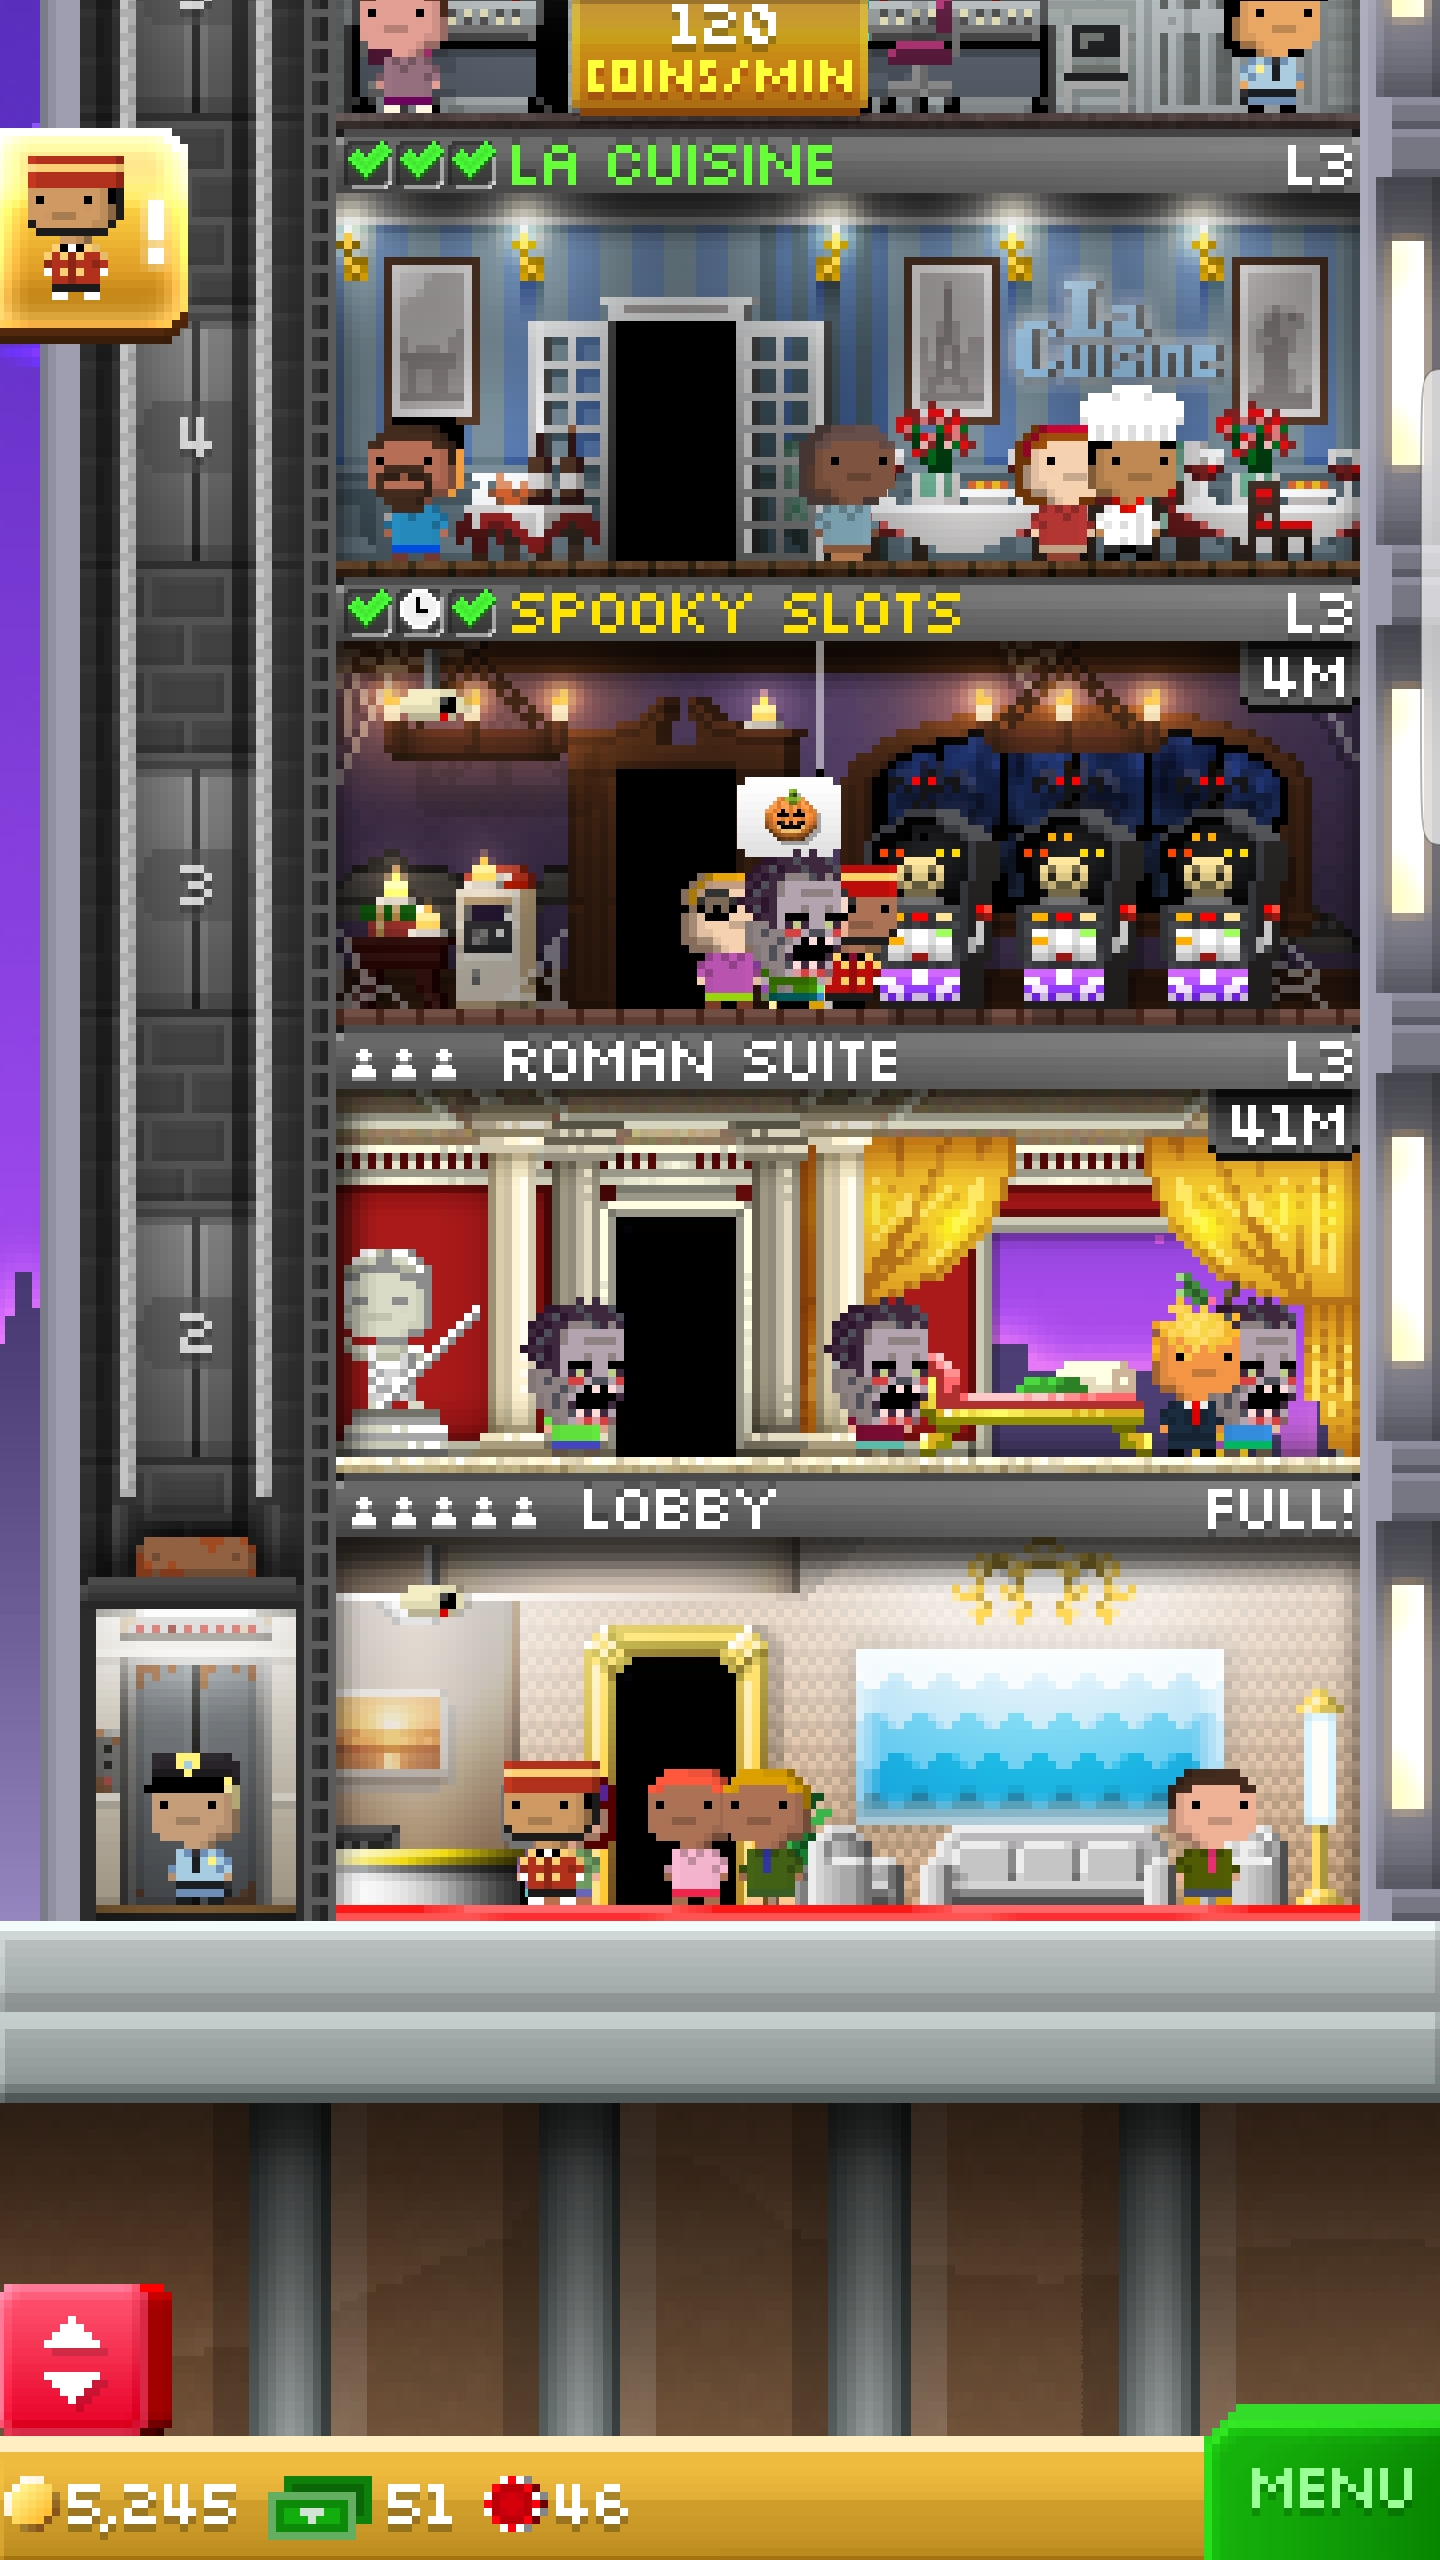 120
COINS/MIN
LA CUISINE L3
La
Cuisine
4
SPOOKY SLOTS L3
4M
3
ROMAN SUITE L3
41M
2
LOBBY FULL!
5,245 51 46
MENU